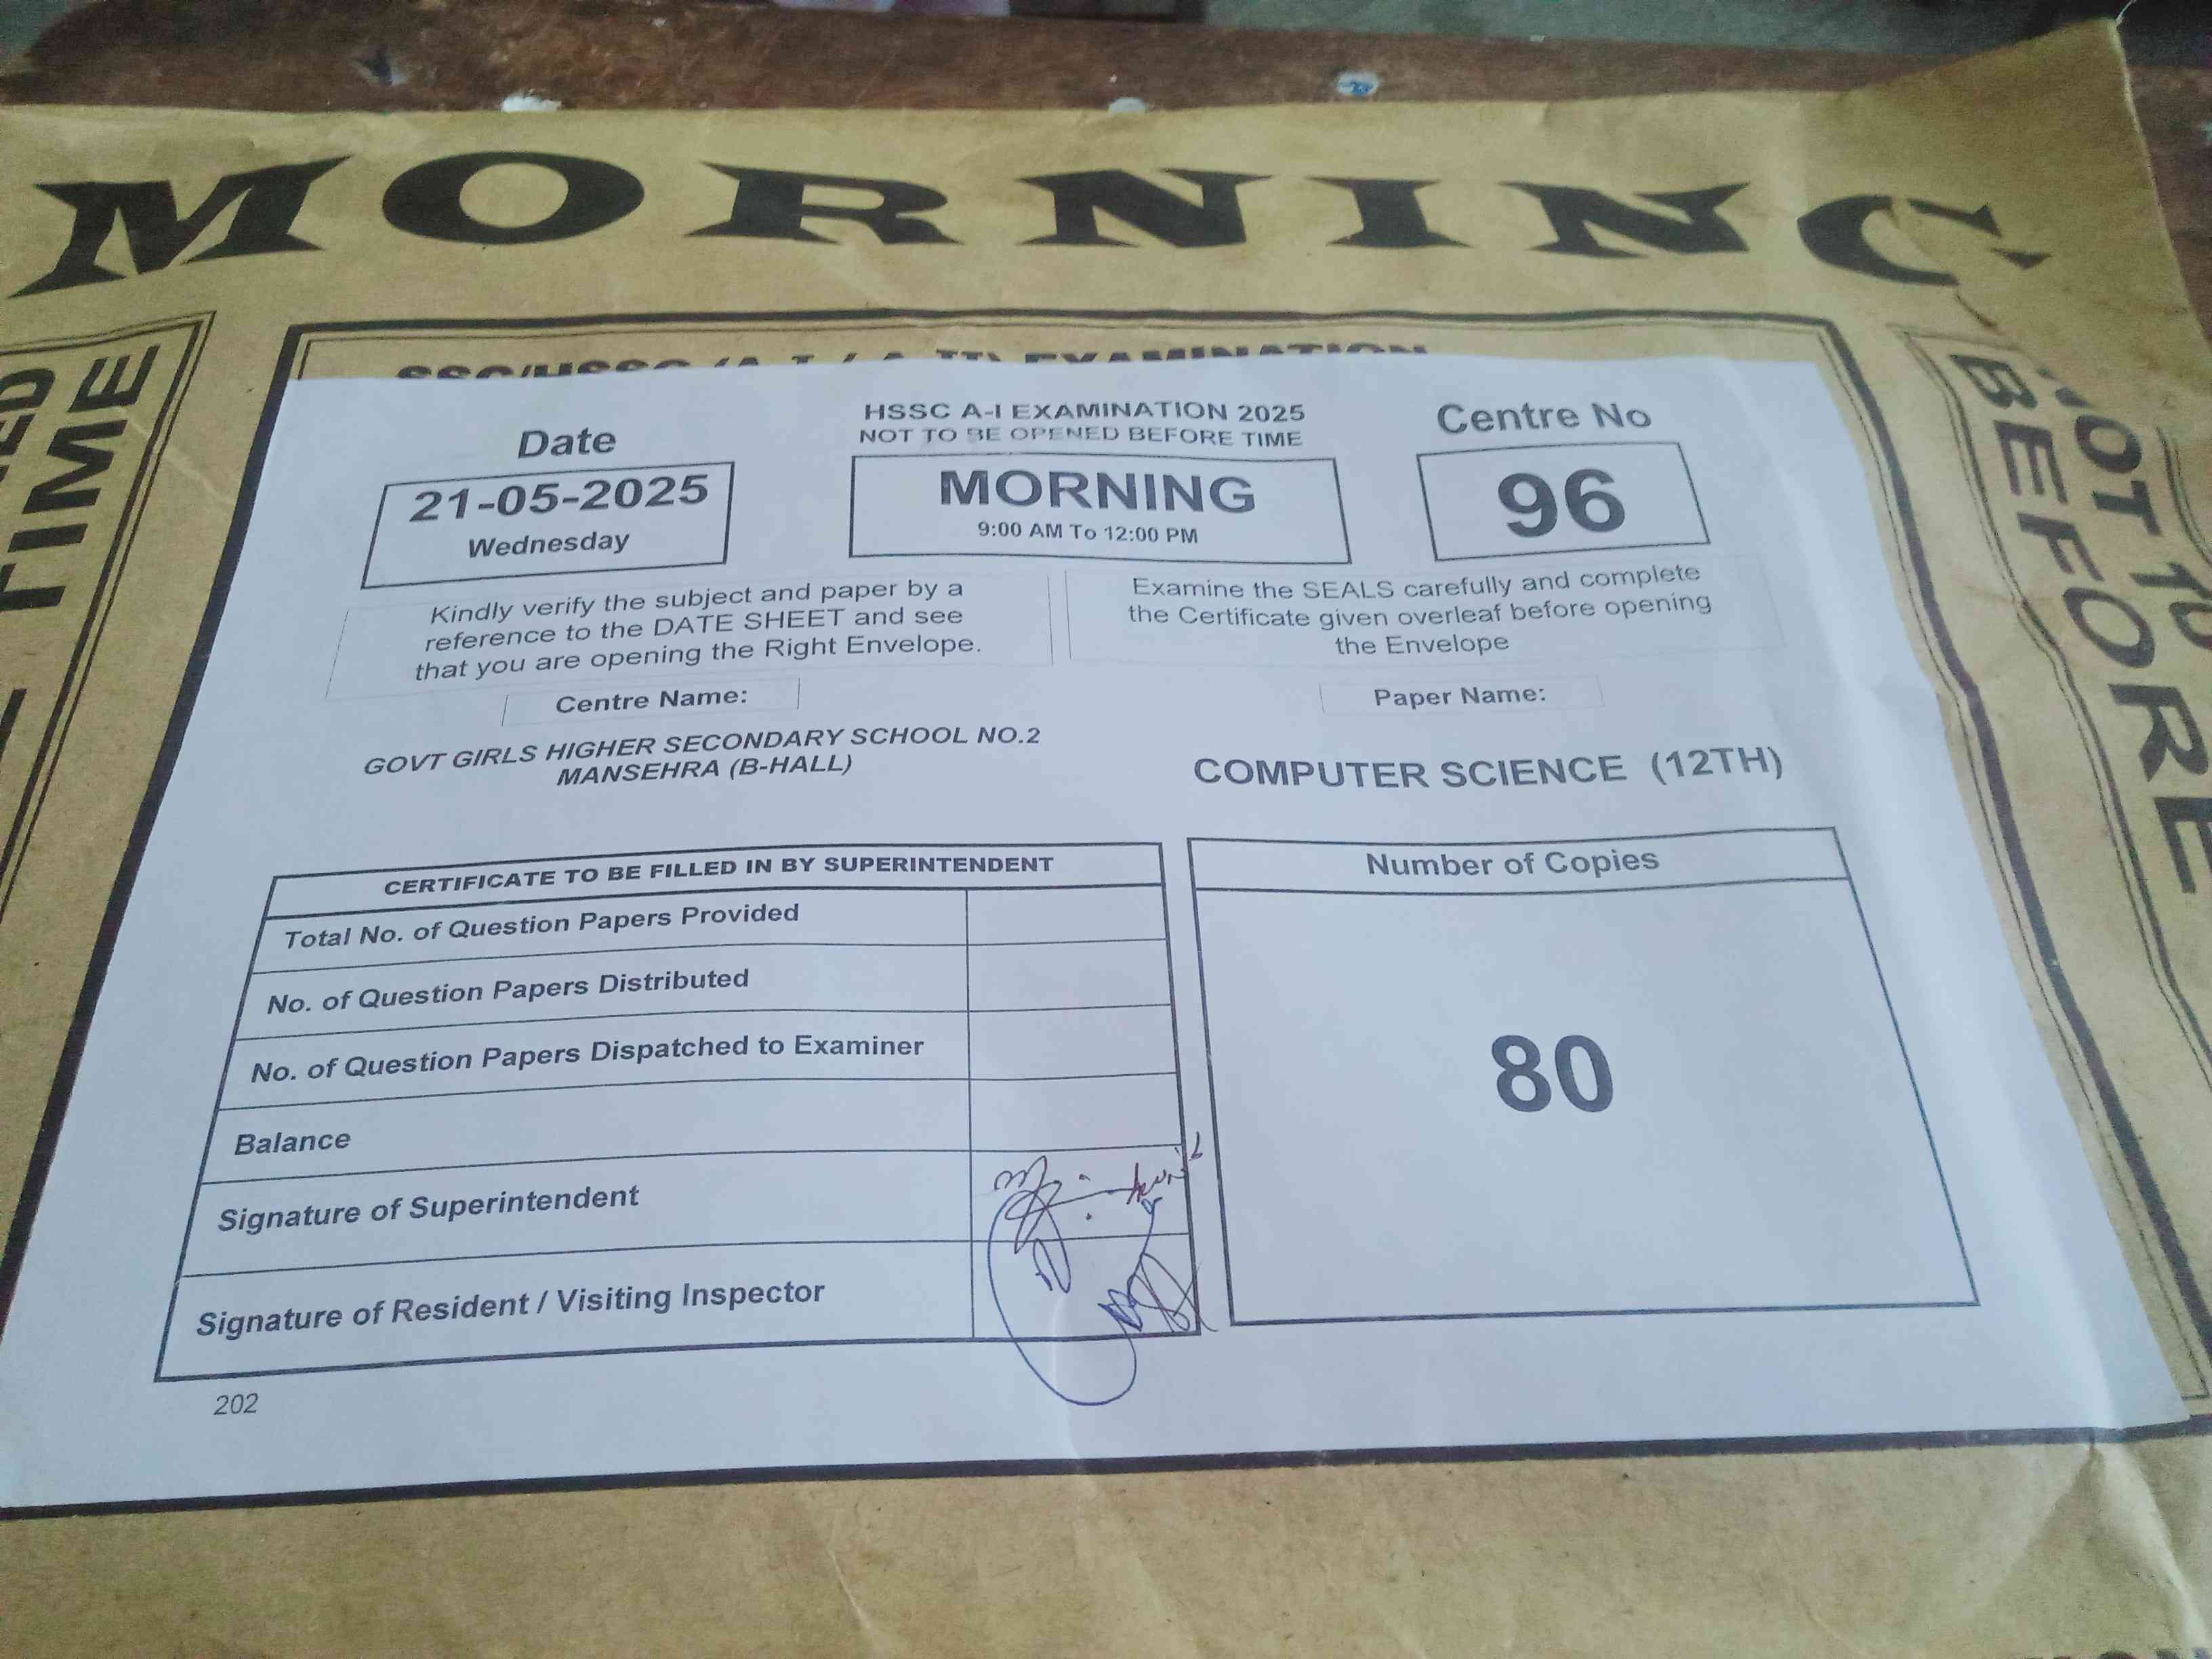 MORNING
SSC/HSSC (A-I / A-II) EXAMINATION
TIME
NOT TO
BEFORE
HSSC A-I EXAMINATION 2025
NOT TO BE OPENED BEFORE TIME
Date
21-05-2025
Wednesday
MORNING
9:00 AM To 12:00 PM
Centre No
96
Kindly verify the subject and paper by a
reference to the DATE SHEET and see
that you are opening the Right Envelope.
Examine the SEALS carefully and complete
the Certificate given overleaf before opening
the Envelope
Centre Name:
GOVT GIRLS HIGHER SECONDARY SCHOOL NO.2
MANSEHRA (B-HALL)
Paper Name:
COMPUTER SCIENCE (12TH)
CERTIFICATE TO BE FILLED IN BY SUPERINTENDENT
Total No. of Question Papers Provided
No. of Question Papers Distributed
No. of Question Papers Dispatched to Examiner
Balance
Signature of Superintendent
Signature of Resident / Visiting Inspector
Number of Copies
80
202